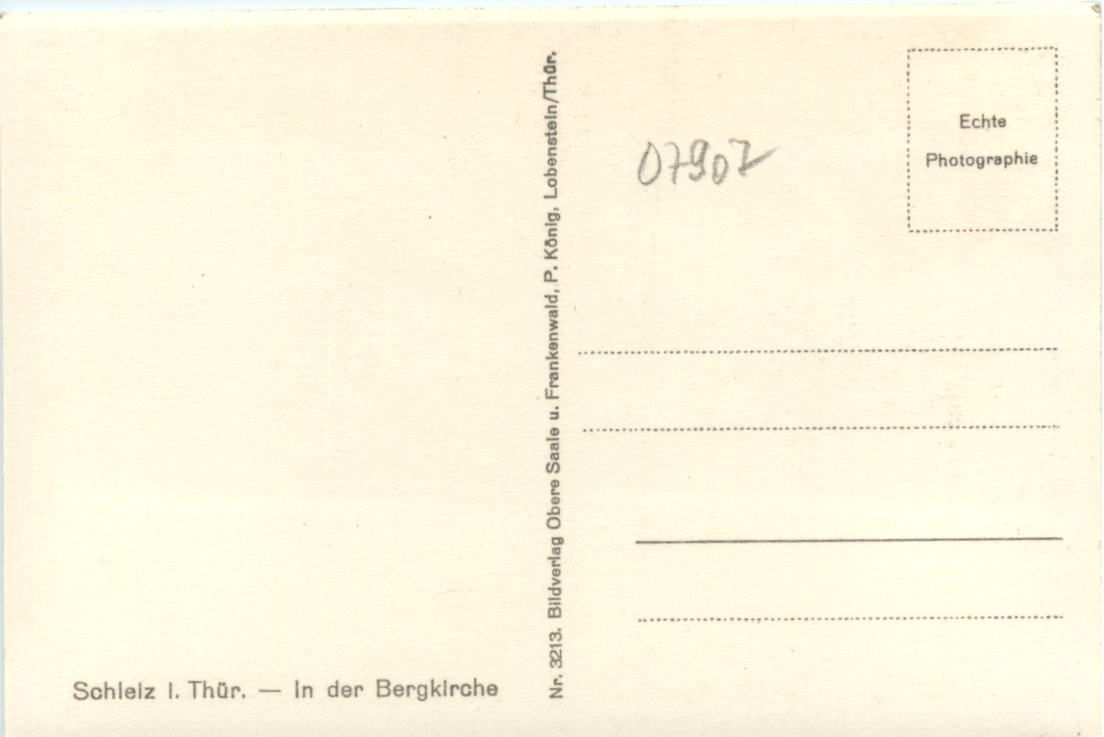 Schleiz i. Thür. — In der Bergkirche
Nr. 3213. Bildverlag Obere Saale u. Frankenwald, P. König, Lobenstein/Thür.
07907
Echte
Photographie